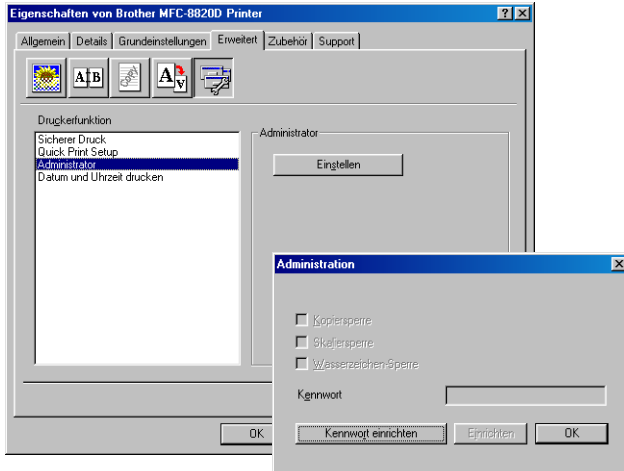 Eigenschaften von Brother MFC-8820D Printer
Allgemein Details Grundeinstellungen Erweitert Zubehör Support
A B
A
V
Druckerfunktion
Sicherer Druck
Quick Print Setup
Administrator
Datum und Uhrzeit drucken
Administrator
Einstellen
OK
Administration
Kopiersperre
Skaliersperre
Wasserzeichen-Sperre
Kennwort
Kennwort einrichten Einrichten OK